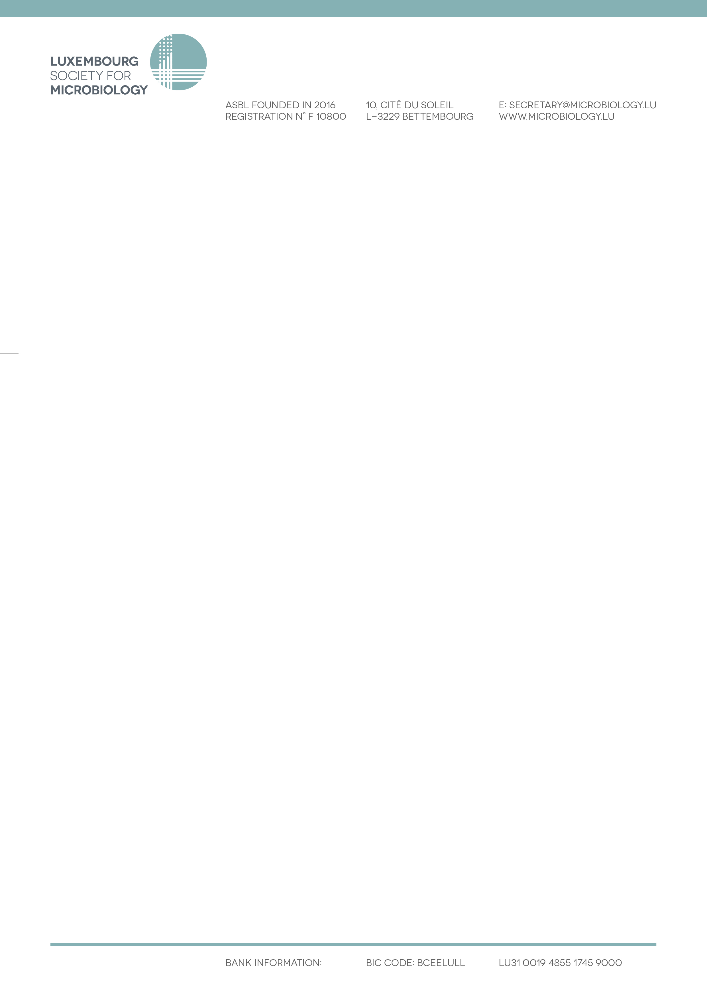 LUXEMBOURG
SOCIETY FOR
MICROBIOLOGY
ASBL FOUNDED IN 2016
REGISTRATION N° F 10800
10, CITÉ DU SOLEIL
L-3229 BETTEMBOURG
E: SECRETARY@MICROBIOLOGY.LU
WWW.MICROBIOLOGY.LU
BANK INFORMATION:
BIC CODE: BCEELULL
LU31 0019 4855 1745 9000